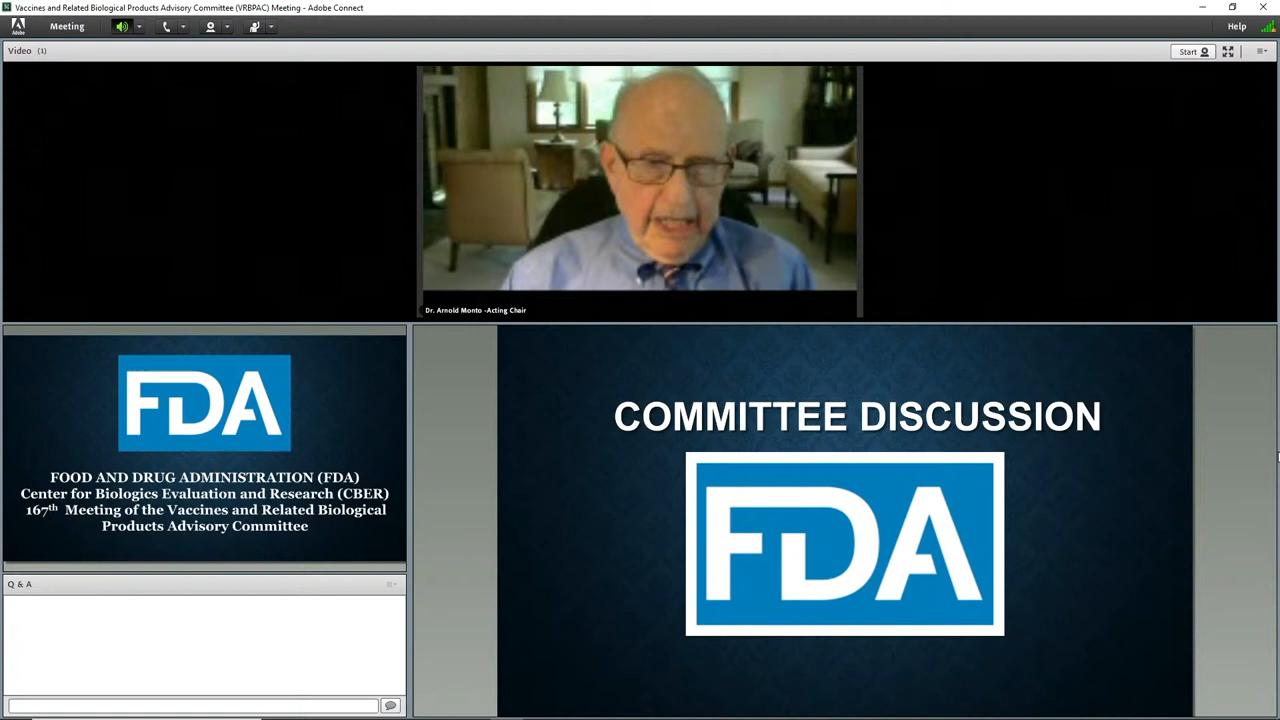 Vaccines and Related Biological Products Advisory Committee (VRBPAC) Meeting - Adobe Connect
Adobe
Meeting
Help
Video (1)
Start
Dr. Arnold Monto -Acting Chair
FDA
FOOD AND DRUG ADMINISTRATION (FDA)
Center for Biologics Evaluation and Research (CBER)
167th Meeting of the Vaccines and Related Biological
Products Advisory Committee
Q & A
COMMITTEE DISCUSSION
FDA